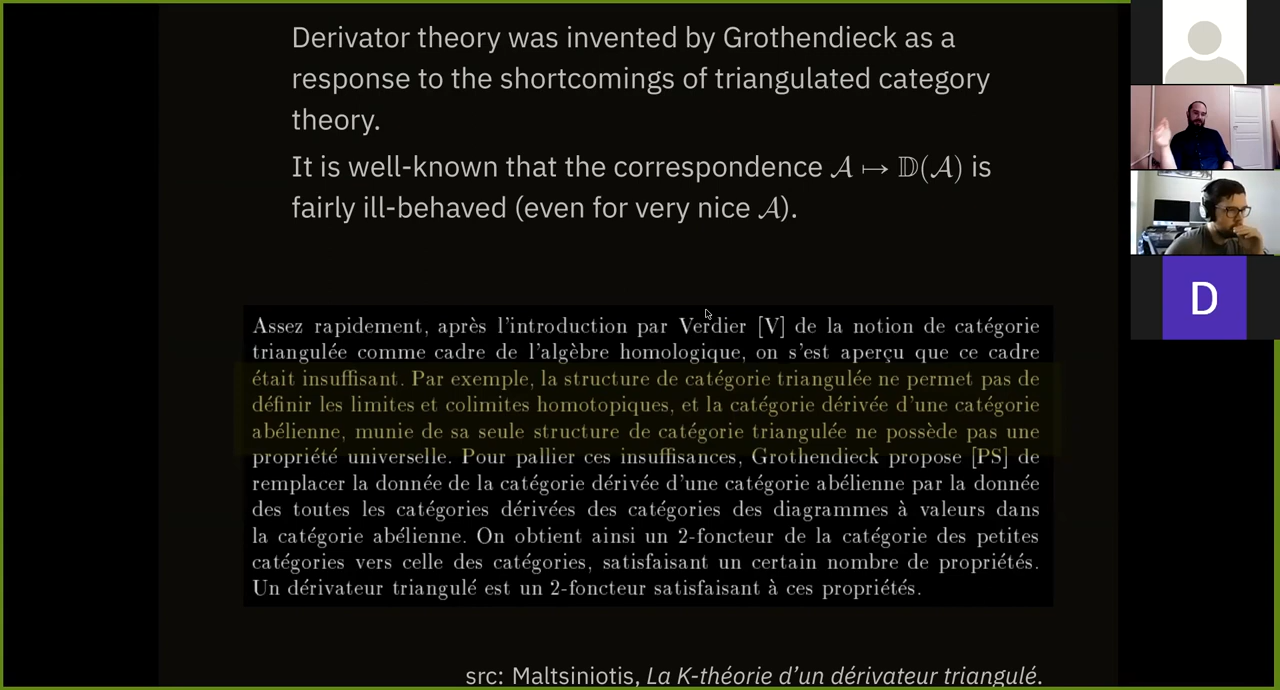 Derivator theory was invented by Grothendieck as a
response to the shortcomings of triangulated category
theory.
It is well-known that the correspondence 𝒜 ↦ 𝔻(𝒜) is
fairly ill-behaved (even for very nice 𝒜).
Assez rapidement, après l'introduction par Verdier [V] de la notion de catégorie
triangulée comme cadre de l'algèbre homologique, on s'est aperçu que ce cadre
était insuffisant. Par exemple, la structure de catégorie triangulée ne permet pas de
définir les limites et colimites homotopiques, et la catégorie dérivée d'une catégorie
abélienne, munie de sa seule structure de catégorie triangulée ne possède pas une
propriété universelle. Pour pallier ces insuffisances, Grothendieck propose [PS] de
remplacer la donnée de la catégorie dérivée d'une catégorie abélienne par la donnée
des toutes les catégories dérivées des catégories des diagrammes à valeurs dans
la catégorie abélienne. On obtient ainsi un 2-foncteur de la catégorie des petites
catégories vers celle des catégories, satisfaisant un certain nombre de propriétés.
Un dérivateur triangulé est un 2-foncteur satisfaisant à ces propriétés.
src: Maltsiniotis, La K-théorie d'un dérivateur triangulé.
D